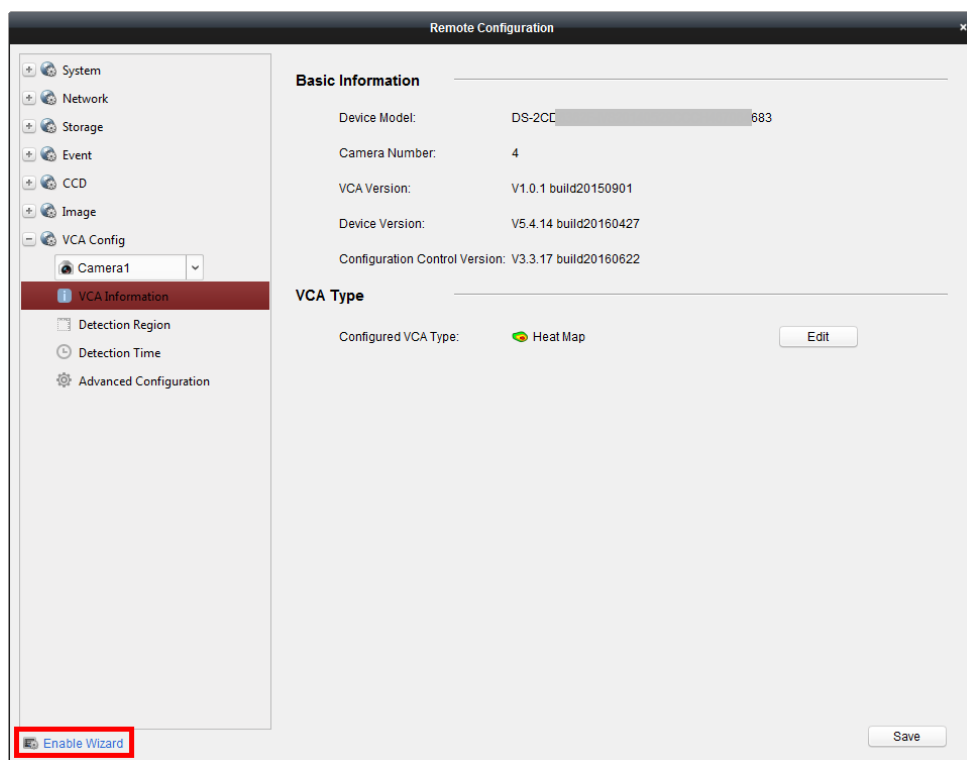 Remote Configuration ×
System
Network
Storage
Event
CCD
Image
VCA Config
Camera1
VCA Information
Detection Region
Detection Time
Advanced Configuration
Enable Wizard
Basic Information
Device Model: DS-2CD 683
Camera Number: 4
VCA Version: V1.0.1 build20150901
Device Version: V5.4.14 build20160427
Configuration Control Version: V3.3.17 build20160622
VCA Type
Configured VCA Type: Heat Map Edit
Save